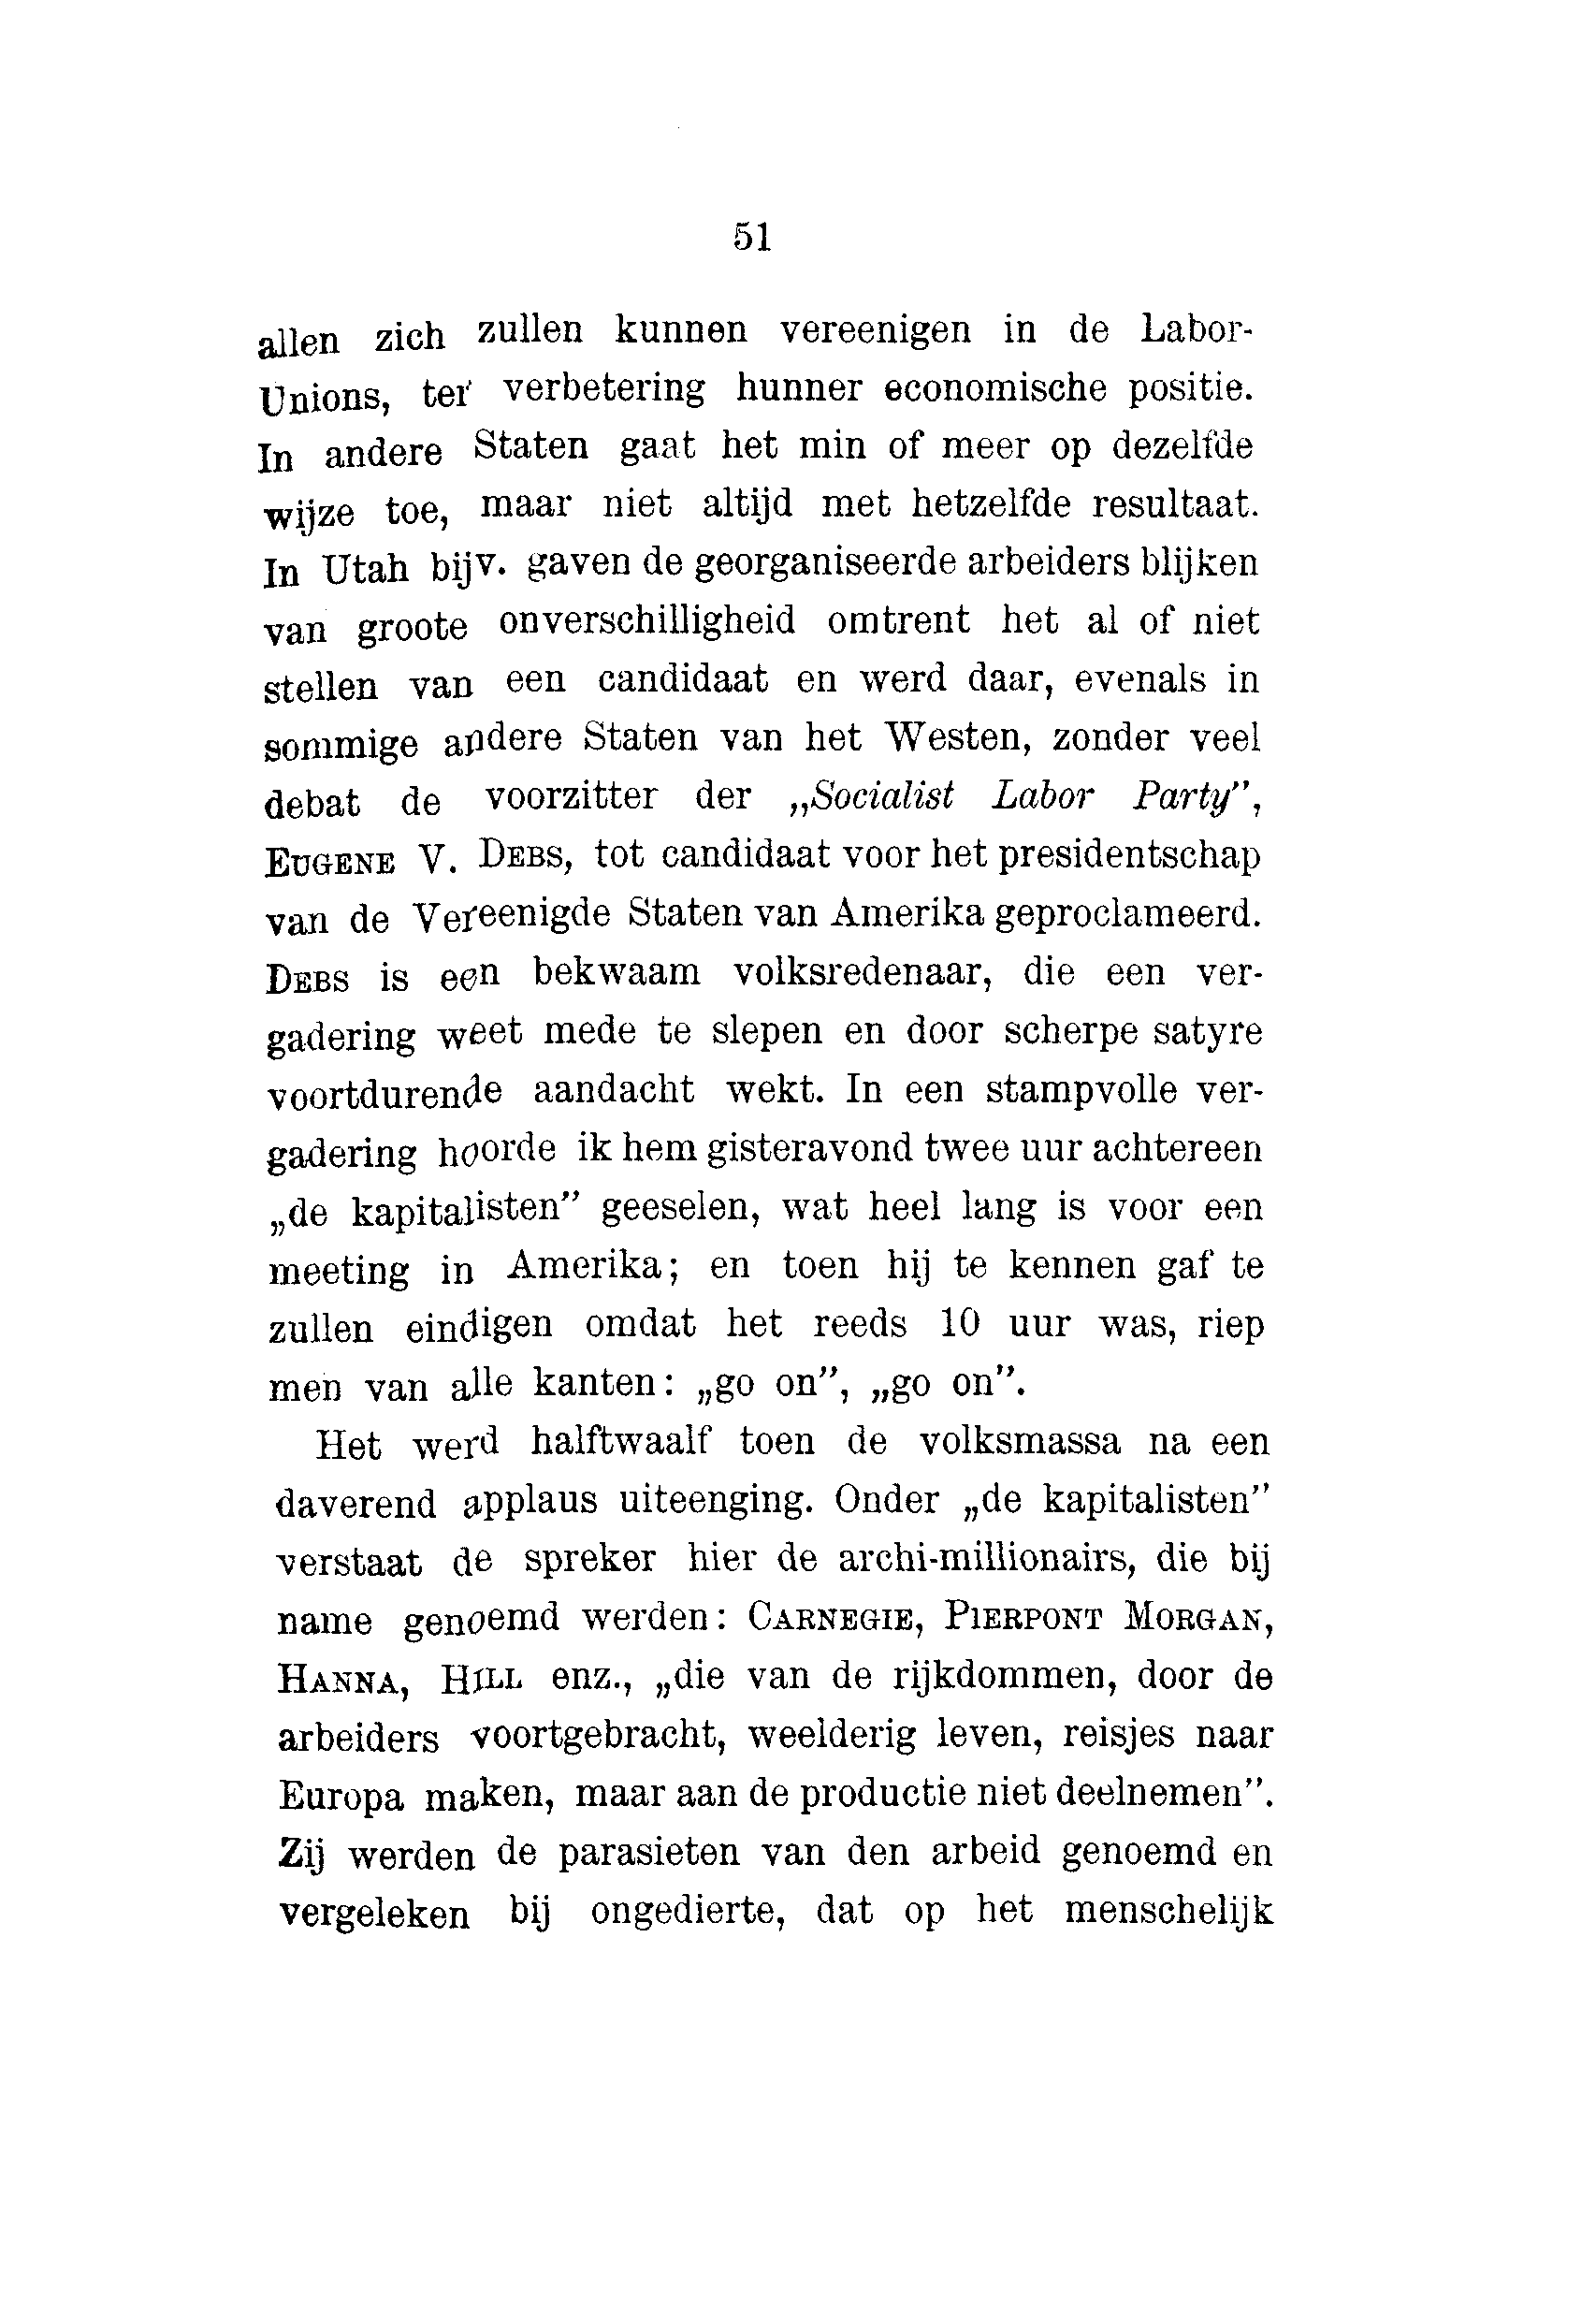 51
allen zich zullen kunnen vereenigen in de Labor-
Unions, ter verbetering hunner economische positie.
In andere Staten gaat het min of meer op dezelfde
wijze toe, maar niet altijd met hetzelfde resultaat.
In Utah bijv. gaven de georganiseerde arbeiders blijken
van groote onverschilligheid omtrent het al of niet
stellen van een candidaat en werd daar, evenals in
sommige andere Staten van het Westen, zonder veel
debat de voorzitter der „Socialist Labor Party”,
EUGENE V. DEBS, tot candidaat voor het presidentschap
van de Vereenigde Staten van Amerika geproclameerd.
DEBS is een bekwaam volksredenaar, die een ver-
gadering weet mede te slepen en door scherpe satyre
voortdurende aandacht wekt. In een stampvolle ver-
gadering hoorde ik hem gisteravond twee uur achtereen
„de kapitalisten” geeselen, wat heel lang is voor een
meeting in Amerika; en toen hij te kennen gaf te
zullen eindigen omdat het reeds 10 uur was, riep
men van alle kanten: „go on”, „go on”.
Het werd halftwaalf toen de volksmassa na een
daverend applaus uiteenging. Onder „de kapitalisten”
verstaat de spreker hier de archi-millionairs, die bij
name genoemd werden: CARNEGIE, PIERPONT MORGAN,
HANNA, HILL enz., „die van de rijkdommen, door de
arbeiders voortgebracht, weelderig leven, reisjes naar
Europa maken, maar aan de productie niet deelnemen”.
Zij werden de parasieten van den arbeid genoemd en
vergeleken bij ongedierte, dat op het menschelijk